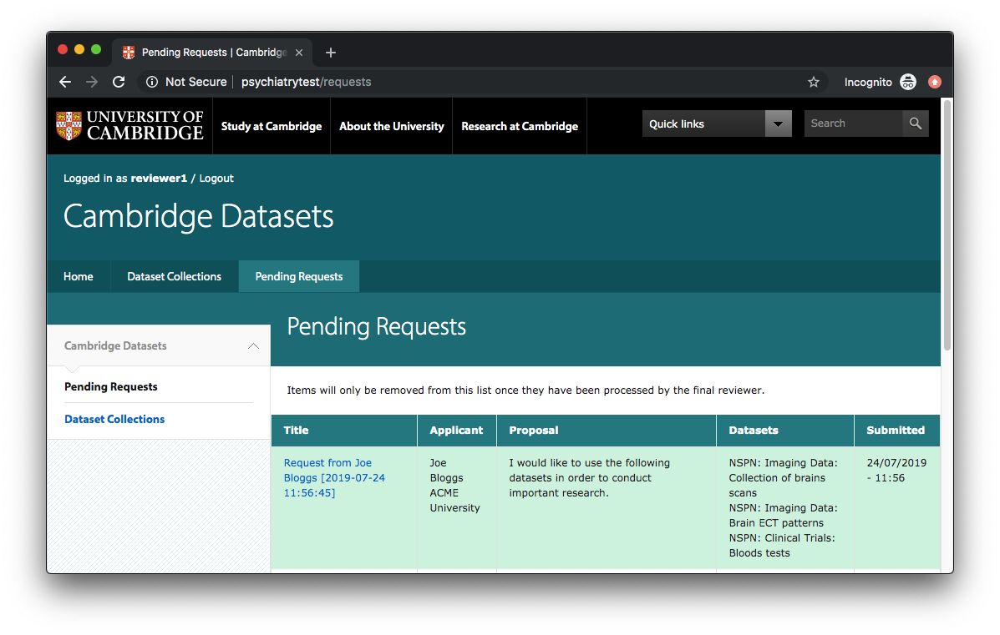 Pending Requests | Cambridge
Not Secure psychiatrytest/requests Incognito
UNIVERSITY OF
CAMBRIDGE
Study at Cambridge About the University Research at Cambridge Quick links Search
Logged in as reviewer1 / Logout
Cambridge Datasets
Home Dataset Collections Pending Requests
Pending Requests
Cambridge Datasets
Pending Requests
Dataset Collections
Items will only be removed from this list once they have been processed by the final reviewer.
Title Applicant Proposal Datasets Submitted
Request from Joe
Bloggs [2019-07-24
11:56:45]
Joe
Bloggs
ACME
University
I would like to use the following
datasets in order to conduct
important research.
NSPN: Imaging Data:
Collection of brains
scans
NSPN: Imaging Data:
Brain ECT patterns
NSPN: Clinical Trials:
Bloods tests
24/07/2019
- 11:56